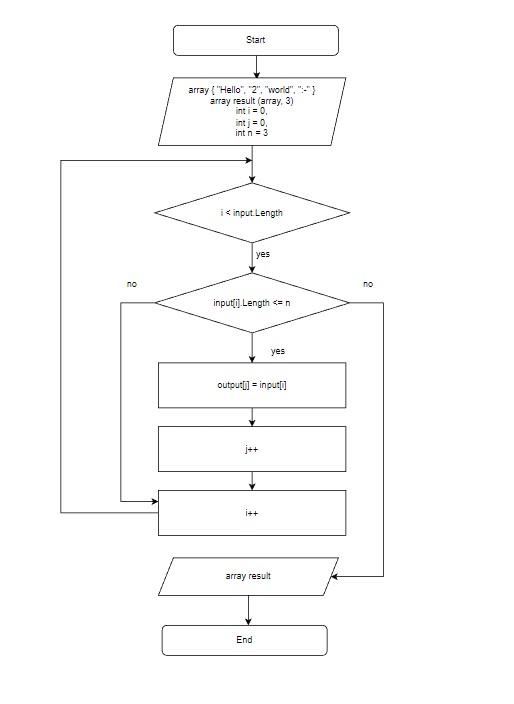 Start
array { "Hello", "2", "world", ":-" }
array result (array, 3)
int i = 0,
int j = 0,
int n = 3
i < input.Length
yes
no
no
input[i].Length <= n
yes
output[j] = input[i]
j++
i++
array result
End